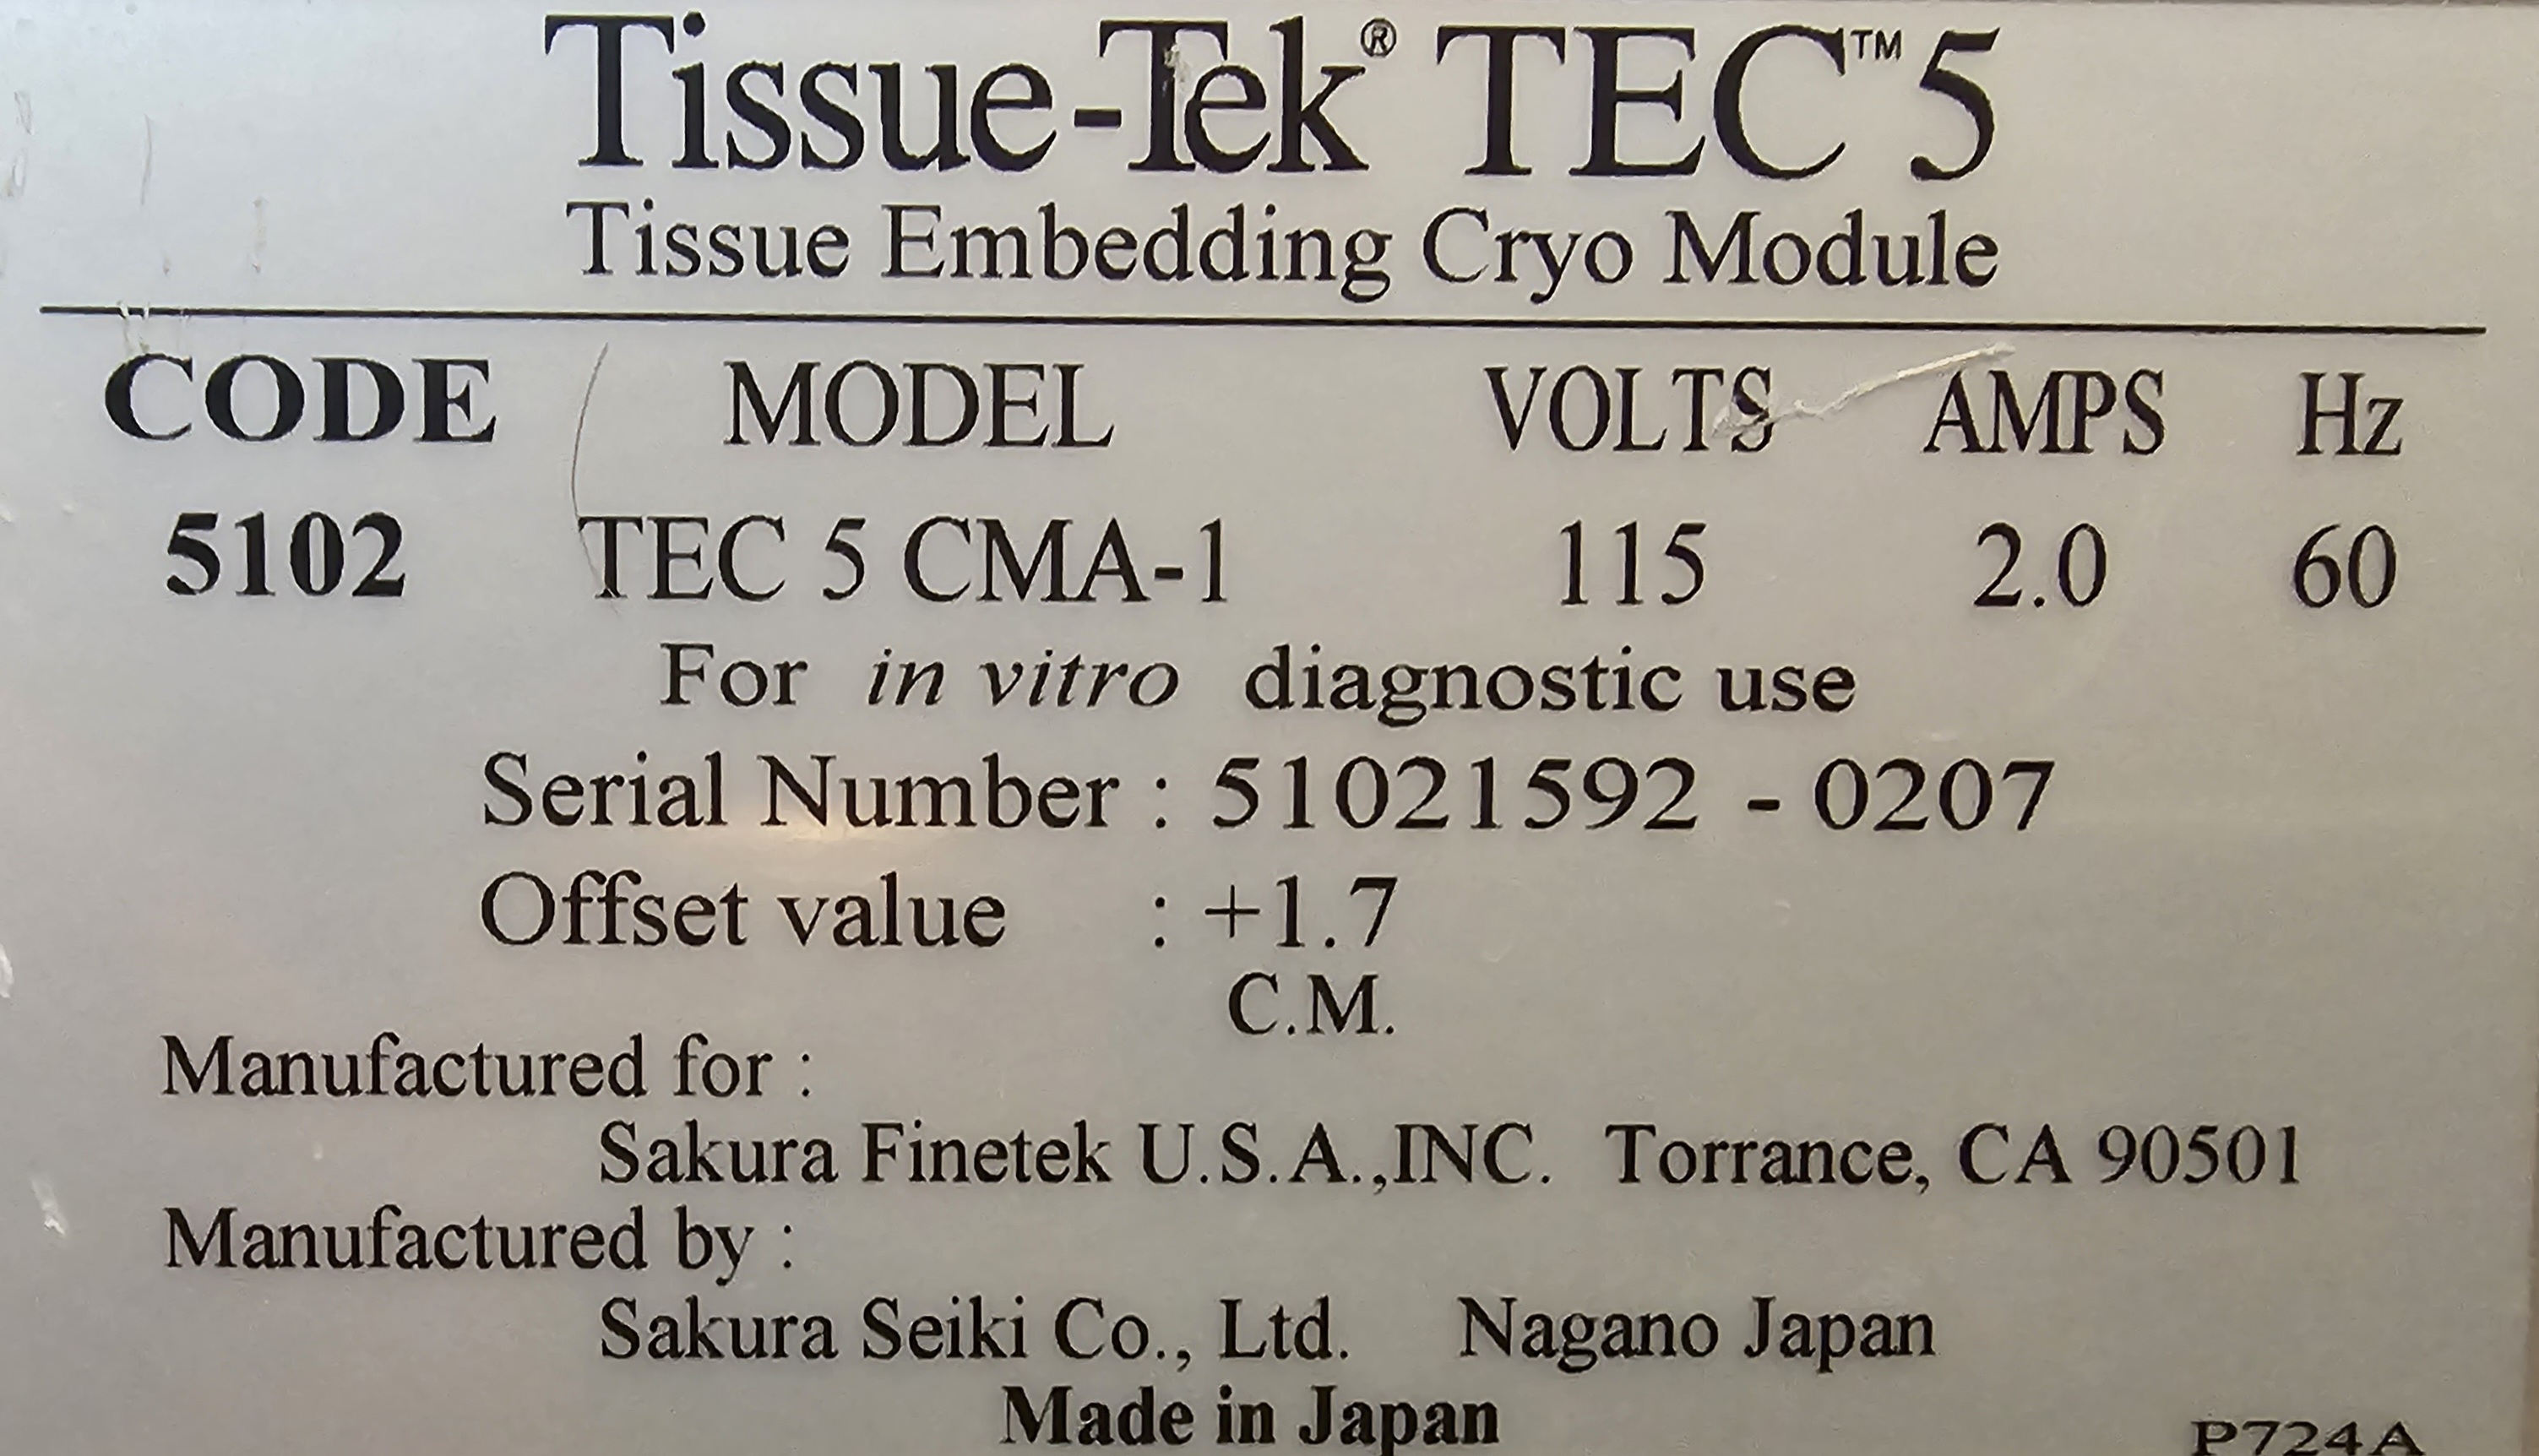 Tissue-Tek® TEC™ 5
Tissue Embedding Cryo Module
CODE MODEL VOLTS AMPS Hz
5102 TEC 5 CMA-1 115 2.0 60
For in vitro diagnostic use
Serial Number : 51021592 - 0207
Offset value : +1.7
C.M.
Manufactured for :
Sakura Finetek U.S.A.,INC. Torrance, CA 90501
Manufactured by :
Sakura Seiki Co., Ltd. Nagano Japan
Made in Japan
P724A